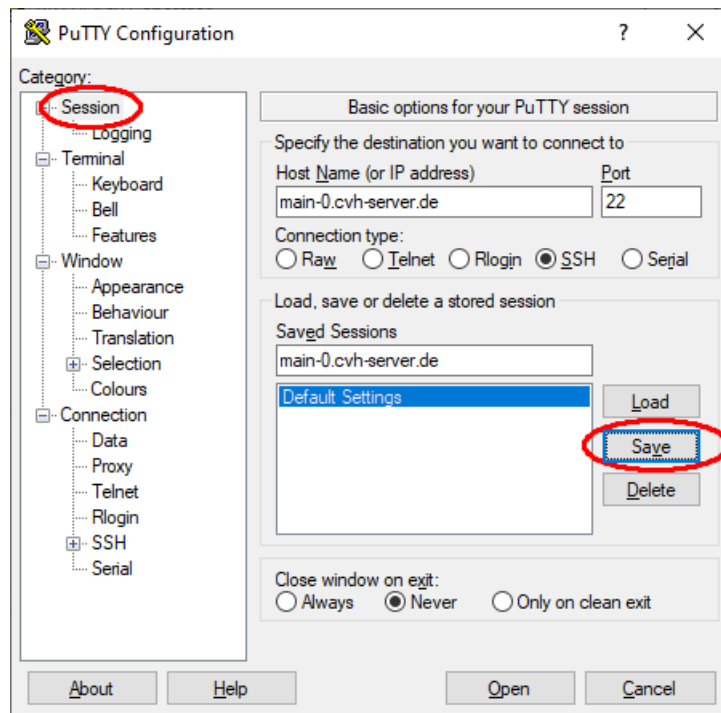 PuTTY Configuration
?
Category:
Session
Logging
Terminal
Keyboard
Bell
Features
Window
Appearance
Behaviour
Translation
Selection
Colours
Connection
Data
Proxy
Telnet
Rlogin
SSH
Serial
Basic options for your PuTTY session
Specify the destination you want to connect to
Host Name (or IP address) Port
main-0.cvh-server.de 22
Connection type:
Raw Telnet Rlogin SSH Serial
Load, save or delete a stored session
Saved Sessions
main-0.cvh-server.de
Default Settings
Load
Save
Delete
Close window on exit:
Always Never Only on clean exit
About Help Open Cancel